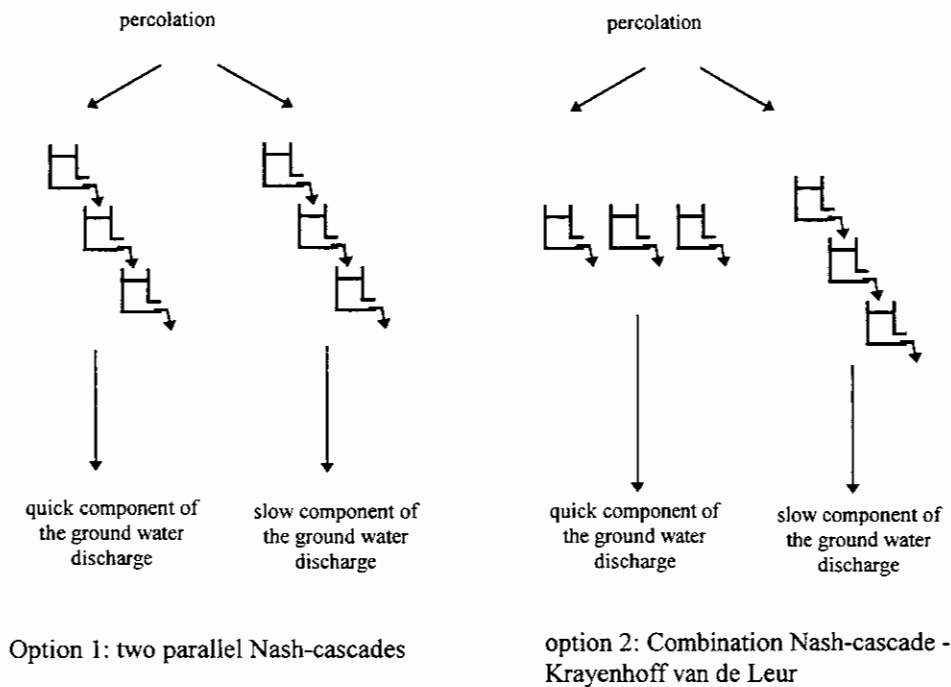 percolation
percolation
quick component of
the ground water
discharge
slow component of
the ground water
discharge
quick component of
the ground water
discharge
slow component of
the ground water
discharge
Option 1: two parallel Nash-cascades
option 2: Combination Nash-cascade -
Krayenhoff van de Leur